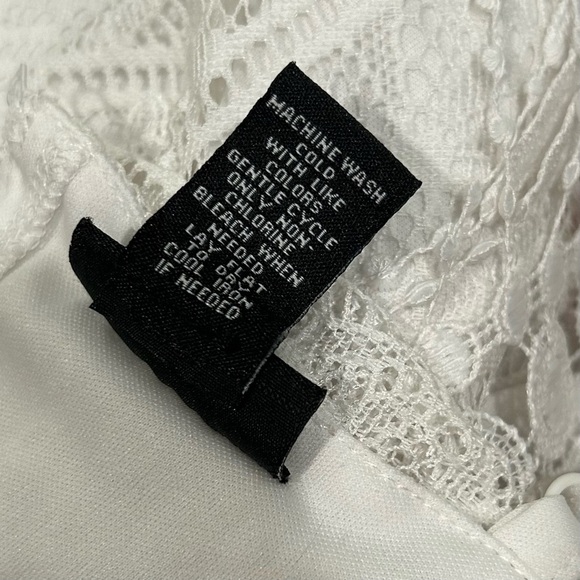 MACHINE WASH
COLD
WITH LIKE
COLORS
GENTLE CYCLE
ONLY NON-
CHLORINE
BLEACH WHEN
NEEDED
LAY FLAT
TO DRY
COOL IRON
IF NEEDED